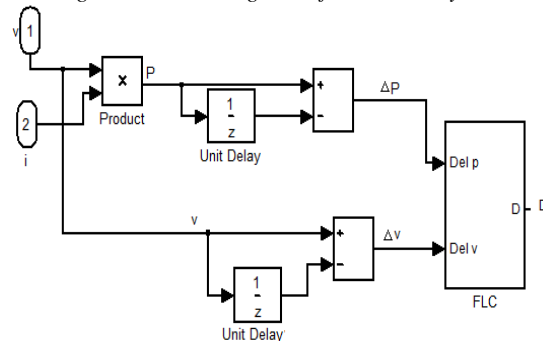 v
1
P
Product
2
i
1
z
Unit Delay
+
−
ΔP
v
1
z
Unit Delay
+
−
Δv
Del p
Del v
D
FLC